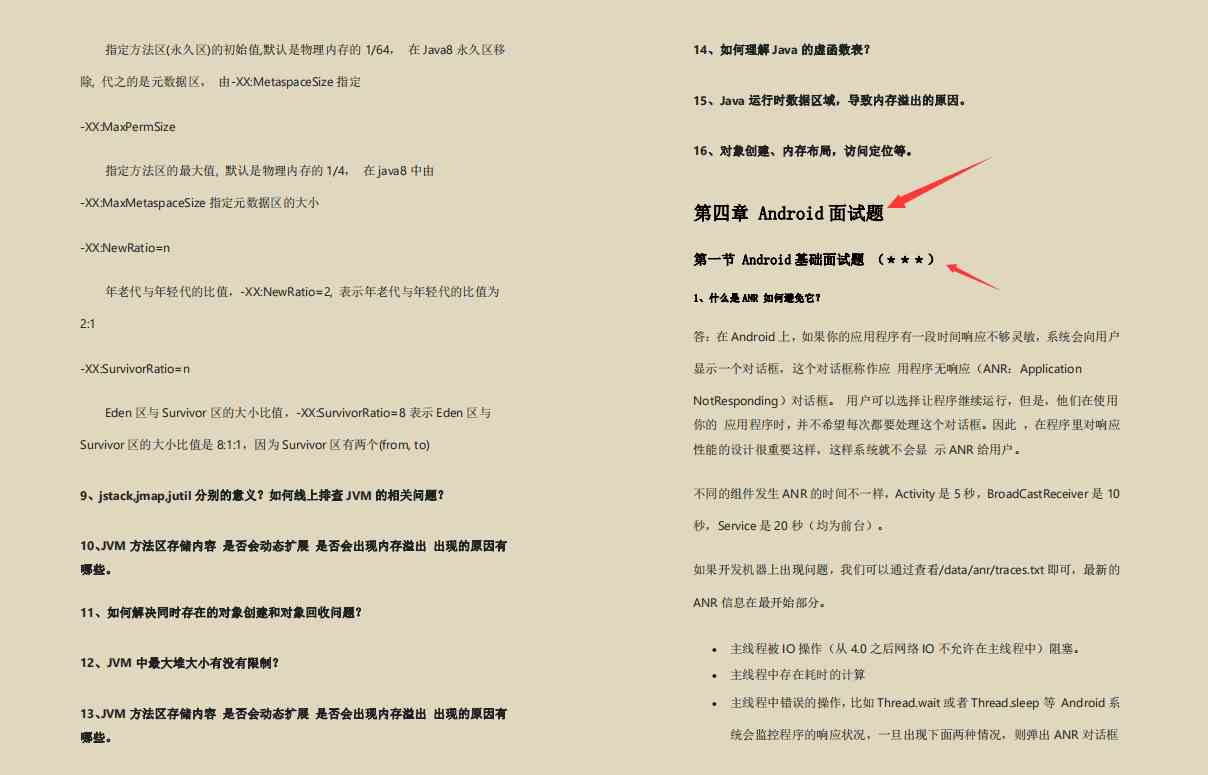 指定方法区(永久区)的初始值,默认是物理内存的 1/64， 在 Java8 永久区移
除, 代之的是元数据区， 由-XX:MetaspaceSize 指定
-XX:MaxPermSize
指定方法区的最大值, 默认是物理内存的 1/4， 在 java8 中由
-XX:MaxMetaspaceSize 指定元数据区的大小
-XX:NewRatio=n
年老代与年轻代的比值，-XX:NewRatio=2, 表示年老代与年轻代的比值为
2:1
-XX:SurvivorRatio=n
Eden 区与 Survivor 区的大小比值，-XX:SurvivorRatio=8 表示 Eden 区与
Survivor 区的大小比值是 8:1:1，因为 Survivor 区有两个(from, to)
9、jstack,jmap,jutil 分别的意义？如何线上排查 JVM 的相关问题？
10、JVM 方法区存储内容 是否会动态扩展 是否会出现内存溢出 出现的原因有
哪些。
11、如何解决同时存在的对象创建和对象回收问题？
12、JVM 中最大堆大小有没有限制？
13、JVM 方法区存储内容 是否会动态扩展 是否会出现内存溢出 出现的原因有
哪些。
14、如何理解 Java 的虚函数表？
15、Java 运行时数据区域，导致内存溢出的原因。
16、对象创建、内存布局，访问定位等。
第四章 Android 面试题
第一节 Android 基础面试题 （***）
1、什么是 ANR 如何避免它？
答：在 Android 上，如果你的应用程序有一段时间响应不够灵敏，系统会向用户
显示一个对话框，这个对话框称作应 用程序无响应（ANR：Application
NotResponding）对话框。 用户可以选择让程序继续运行，但是，他们在使用
你的 应用程序时，并不希望每次都要处理这个对话框。因此 ，在程序里对响应
性能的设计很重要这样，这样系统就不会显 示 ANR 给用户。
不同的组件发生 ANR 的时间不一样，Activity 是 5 秒，BroadCastReceiver 是 10
秒，Service 是 20 秒（均为前台）。
如果开发机器上出现问题，我们可以通过查看/data/anr/traces.txt 即可，最新的
ANR 信息在最开始部分。
• 主线程被 IO 操作（从 4.0 之后网络 IO 不允许在主线程中）阻塞。
• 主线程中存在耗时的计算
• 主线程中错误的操作，比如 Thread.wait 或者 Thread.sleep 等 Android 系
统会监控程序的响应状况，一旦出现下面两种情况，则弹出 ANR 对话框